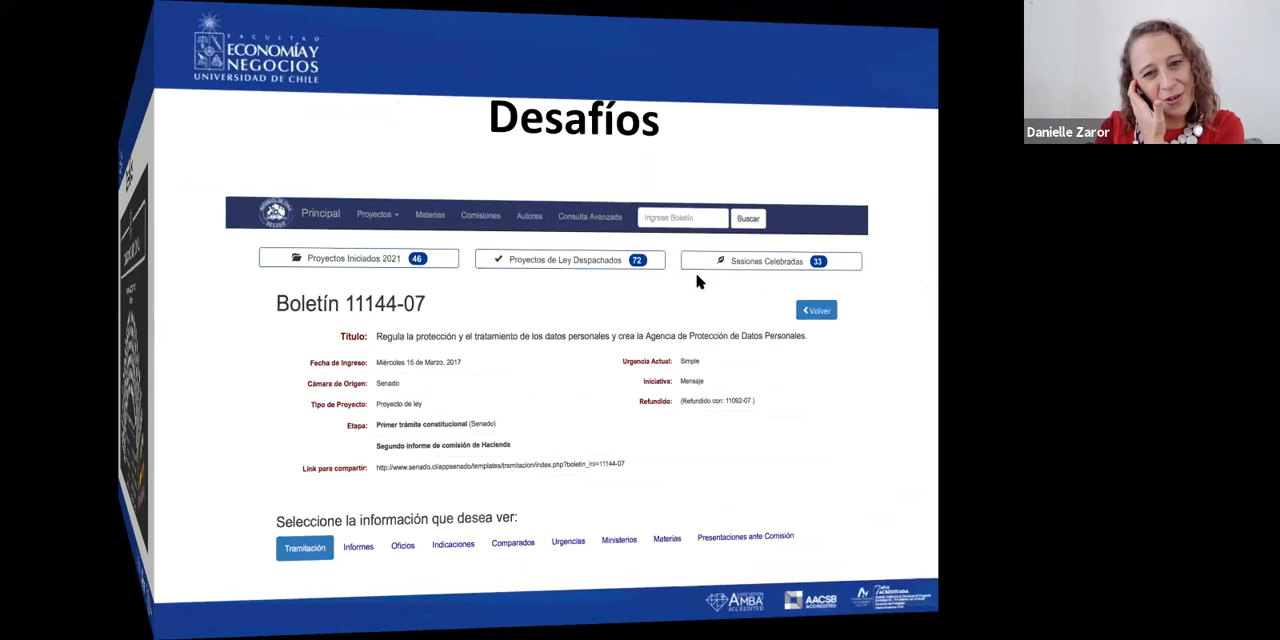 FACULTAD
ECONOMÍA Y
NEGOCIOS
UNIVERSIDAD DE CHILE
Danielle Zaror
Desafíos
Principal Proyectos Materias Comisiones Autores Consulta Avanzada Ingrese Boletín Buscar
Proyectos Iniciados 2021 46 Proyectos de Ley Despachados 72 Sesiones Celebradas 33
Boletín 11144-07
Volver
Título: Regula la protección y el tratamiento de los datos personales y crea la Agencia de Protección de Datos Personales.
Fecha de Ingreso: Miércoles 15 de Marzo, 2017 Urgencia Actual: Simple
Cámara de Origen: Senado Iniciativa: Mensaje
Tipo de Proyecto: Proyecto de ley Refundido: (Refundido con: 11092-07 )
Etapa: Primer trámite constitucional (Senado)
Segundo informe de comisión de Hacienda
Link para compartir: http://www.senado.cl/appsenado/templates/tramitacion/index.php?boletin_ini=11144-07
Seleccione la información que desea ver:
Tramitación Informes Oficios Indicaciones Comparados Urgencias Ministerios Materias Presentaciones ante Comisión
ASSOCIATION
AMBA
ACCREDITED
AACSB
ACCREDITED